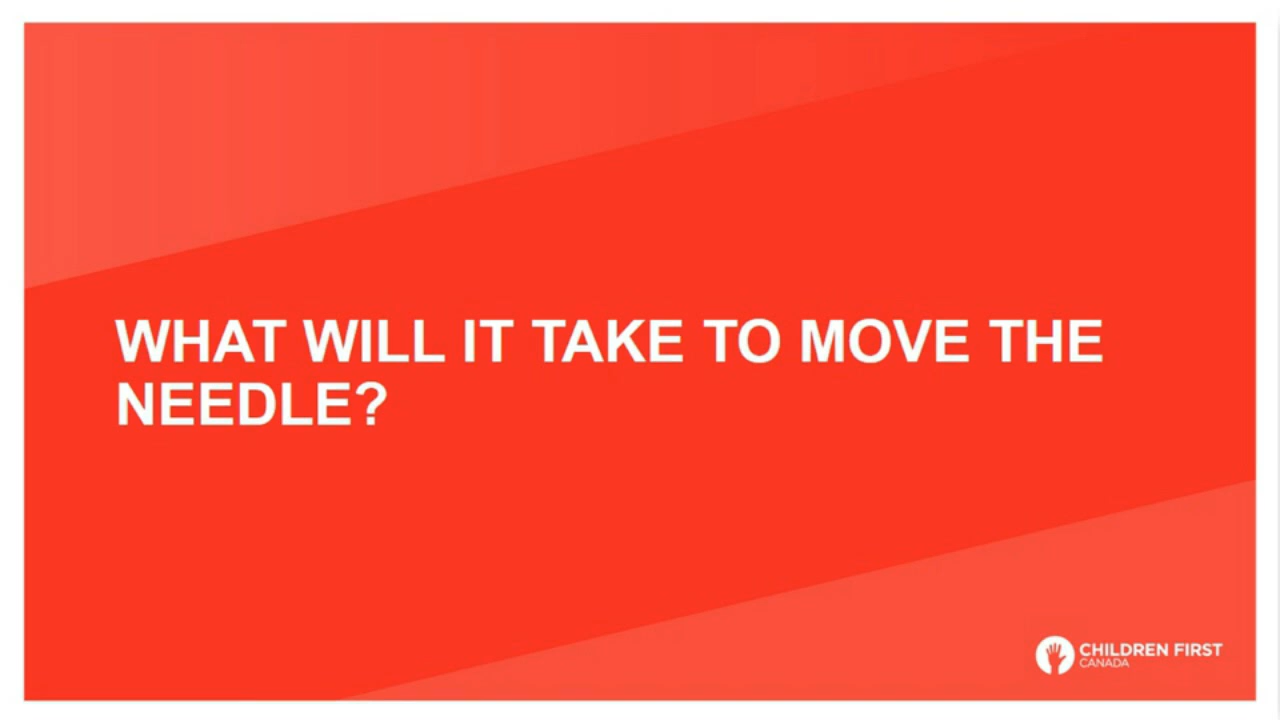 WHAT WILL IT TAKE TO MOVE THE
NEEDLE?
CHILDREN FIRST
CANADA